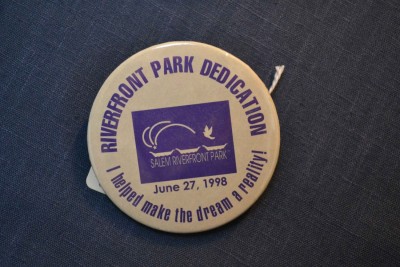 RIVERFRONT PARK DEDICATION
SALEM RIVERFRONT PARK
June 27, 1998
I helped make the dream a reality!